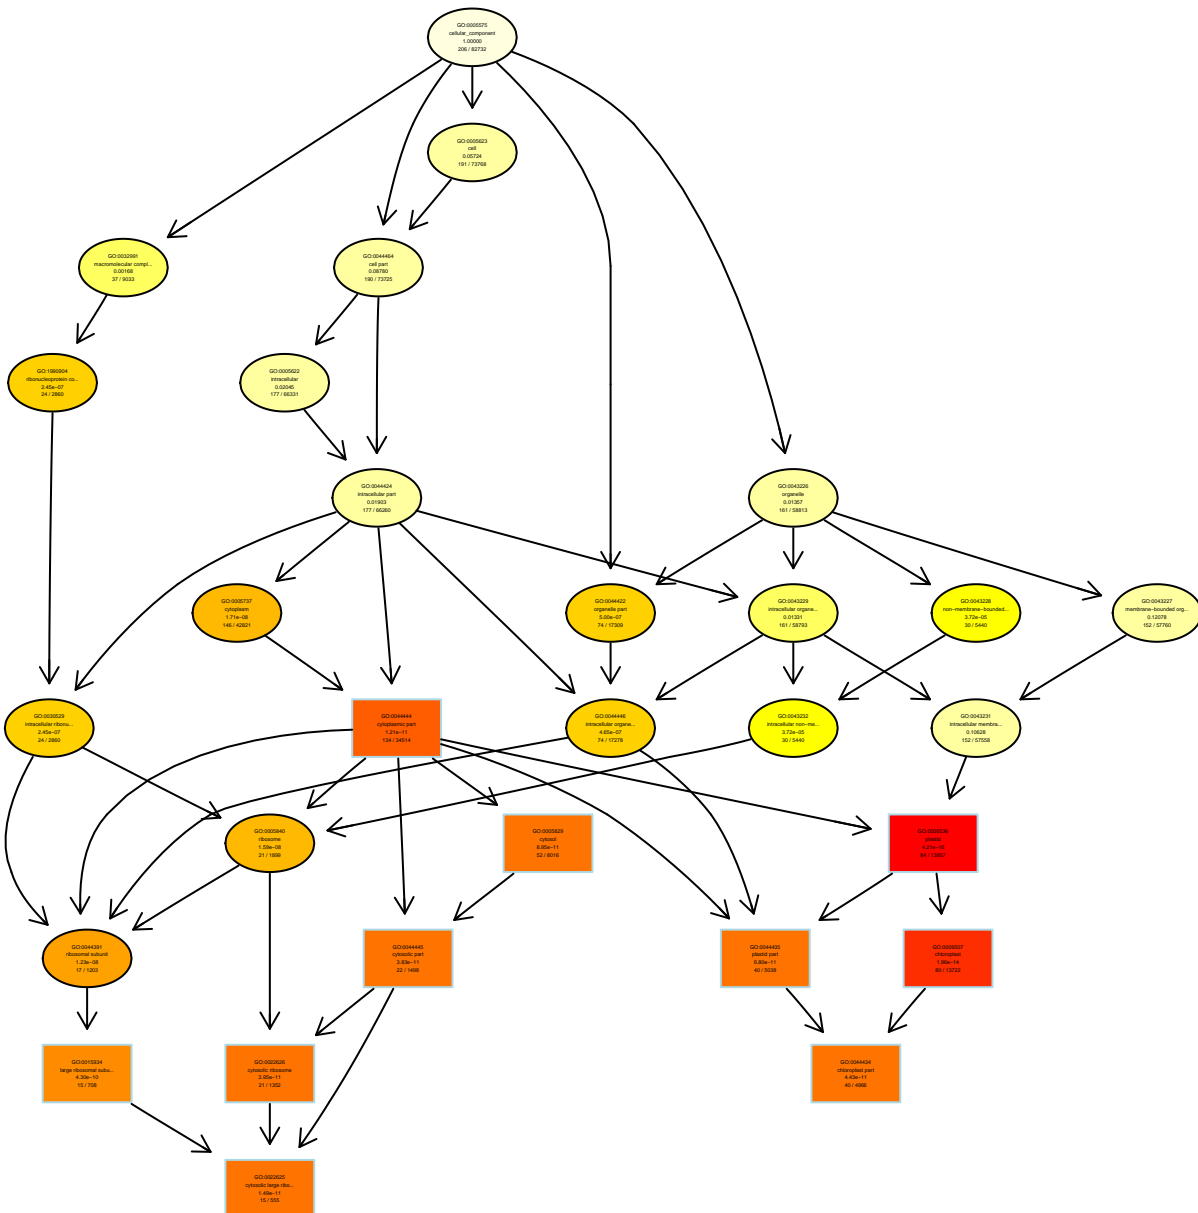 GO:0005575
cellular_component
1.00000
206 / 82732
GO:0005623
cell
0.05724
191 / 73768
GO:0032991
macromolecular compl...
0.00168
37 / 9033
GO:0044464
cell part
0.08780
190 / 73725
GO:1990904
ribonucleoprotein co...
2.45e-07
24 / 2860
GO:0005622
intracellular
0.02045
177 / 66331
GO:0044424
intracellular part
0.01903
177 / 66260
GO:0043226
organelle
0.01357
161 / 58813
GO:0005737
cytoplasm
1.71e-08
146 / 42821
GO:0044422
organelle part
5.00e-07
74 / 17309
GO:0043229
intracellular organe...
0.01331
161 / 58793
GO:0043228
non-membrane-bounded...
3.72e-05
30 / 5440
GO:0043227
membrane-bounded org...
0.12078
152 / 57760
GO:0030529
intracellular ribonu...
2.45e-07
24 / 2860
GO:0044444
cytoplasmic part
1.21e-11
134 / 34514
GO:0044446
intracellular organe...
4.65e-07
74 / 17278
GO:0043232
intracellular non-me...
3.72e-05
30 / 5440
GO:0043231
intracellular membra...
0.10628
152 / 57558
GO:0005840
ribosome
1.59e-08
21 / 1899
GO:0005829
cytosol
8.95e-11
52 / 8016
GO:0009536
plastid
GO:0044391
ribosomal subunit
1.23e-08
17 / 1203
GO:0044445
cytosolic part
3.83e-11
22 / 1498
GO:0044435
plastid part
6.80e-11
40 / 5038
GO:0009507
chloroplast
1.86e-14
83 / 13723
GO:0015934
large ribosomal subu...
4.30e-10
15 / 708
GO:0022626
cytosolic ribosome
3.95e-11
21 / 1352
GO:0044434
chloroplast part
4.43e-11
40 / 4966
GO:0022625
cytosolic large ribo...
1.49e-11
15 / 555